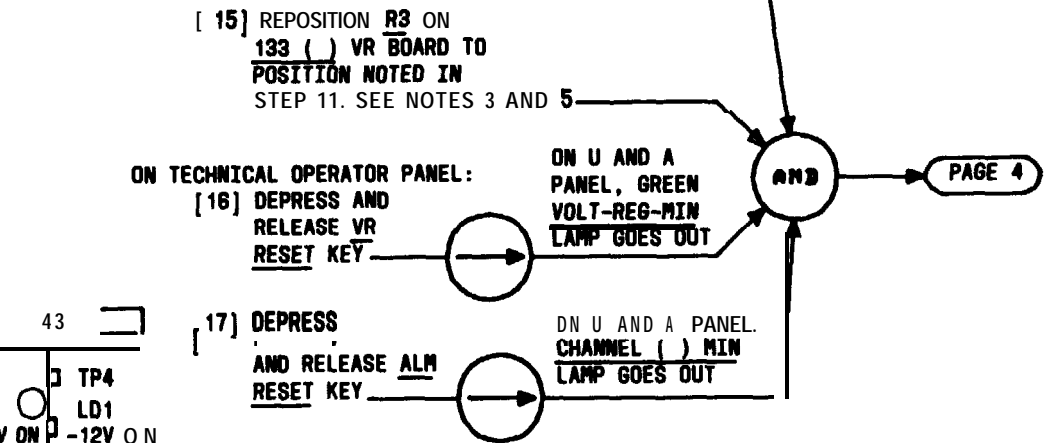 [ 15] REPOSITION R3 ON
133 ( ) VR BOARD TO
POSITION NOTED IN
STEP 11. SEE NOTES 3 AND 5
ON TECHNICAL OPERATOR PANEL:
[16] DEPRESS AND
RELEASE VR
RESET KEY
ON U AND A
PANEL, GREEN
VOLT-REG-MIN
LAMP GOES OUT
AND
PAGE 4
[17] DEPRESS
AND RELEASE ALM
RESET KEY
DN U AND A PANEL.
CHANNEL ( ) MIN
LAMP GOES OUT
43
TP4
LD1
V ON -12V ON